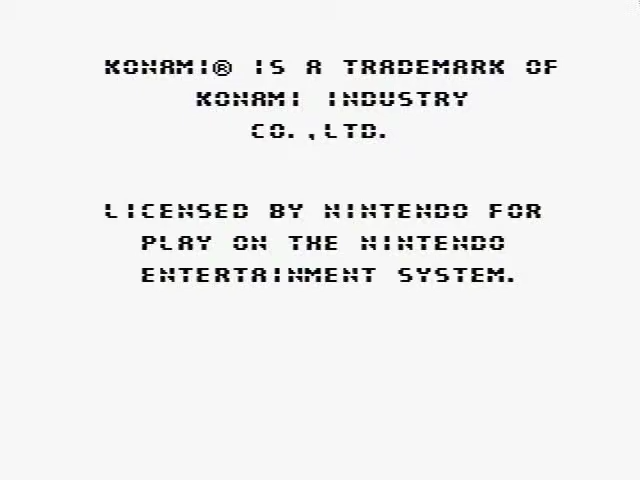 KONAMI® IS A TRADEMARK OF
KONAMI INDUSTRY
CO.,LTD.
LICENSED BY NINTENDO FOR
PLAY ON THE NINTENDO
ENTERTAINMENT SYSTEM.